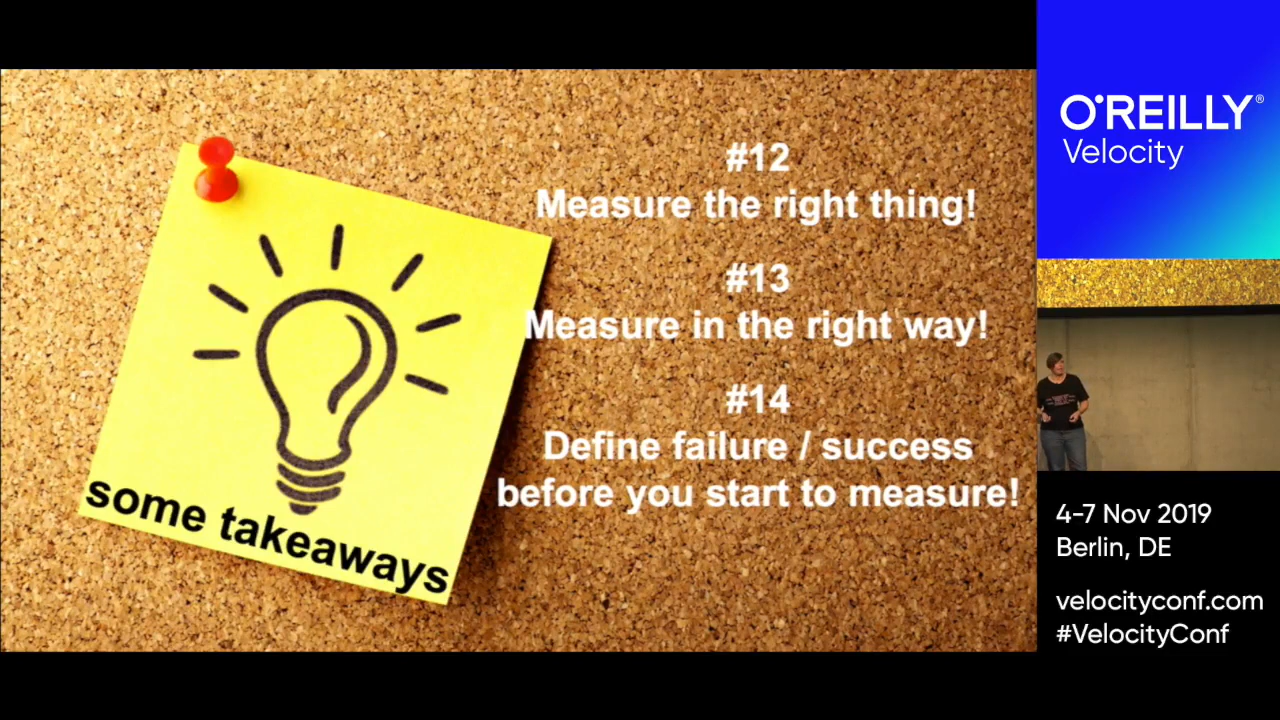 #12
Measure the right thing!
#13
Measure in the right way!
#14
Define failure / success
before you start to measure!
some takeaways
O'REILLY®
Velocity
4-7 Nov 2019
Berlin, DE
velocityconf.com
#VelocityConf